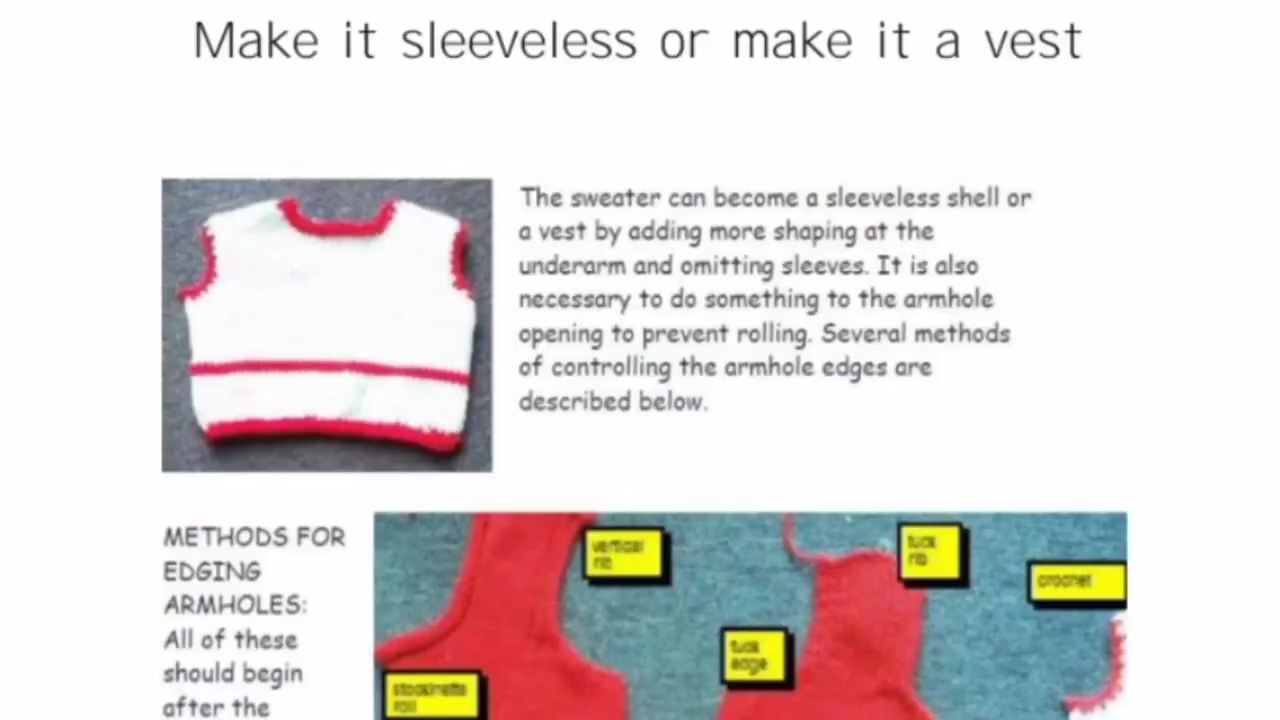 Make it sleeveless or make it a vest
The sweater can become a sleeveless shell or
a vest by adding more shaping at the
underarm and omitting sleeves. It is also
necessary to do something to the armhole
opening to prevent rolling. Several methods
of controlling the armhole edges are
described below.
METHODS FOR
EDGING
ARMHOLES:
All of these
should begin
after the
vertical
rib
tuck
rib
crochet
tuck
edge
stockinette
roll